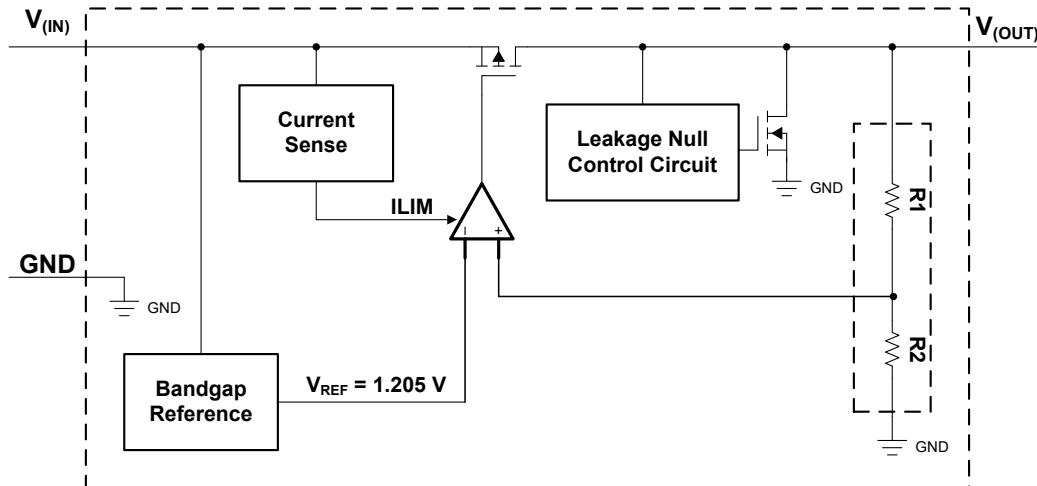 V(IN)
V(OUT)
Current
Sense
Leakage Null
Control Circuit
GND
R1
ILIM
– +
GND
GND
R2
Bandgap
Reference
VREF = 1.205 V
GND